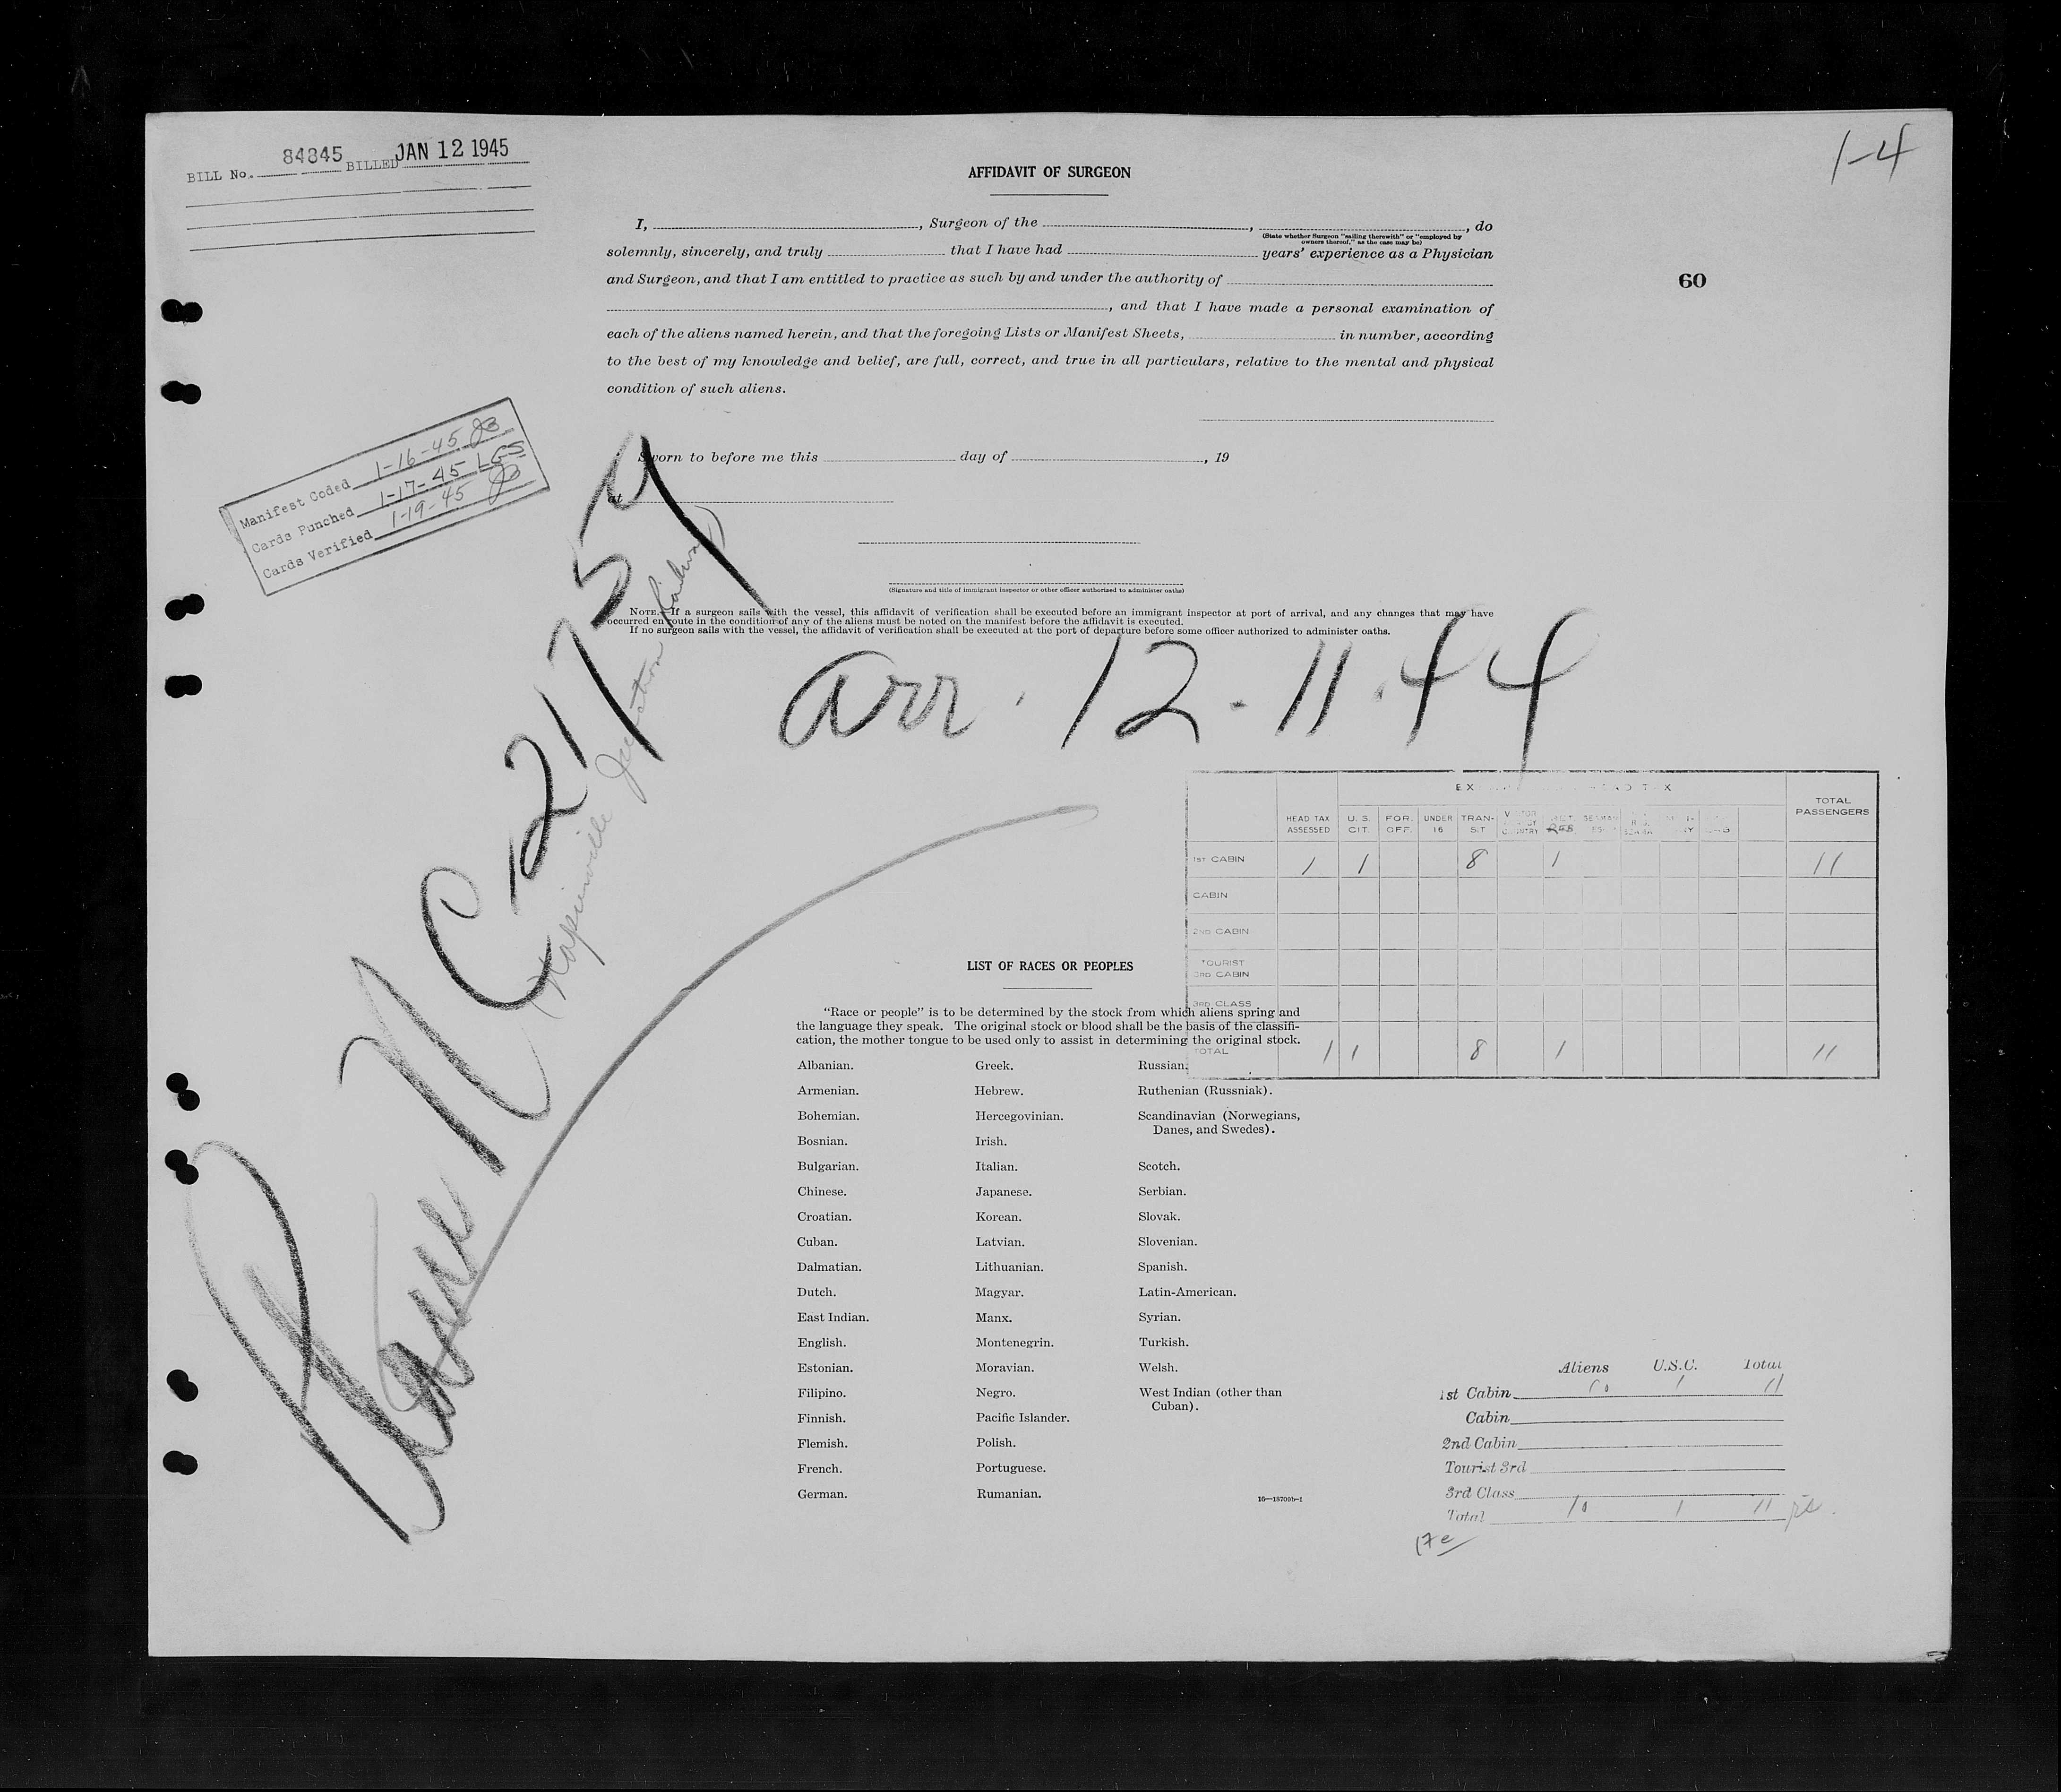 84845 JAN 12 1945
BILL No. BILLED
1-4
AFFIDAVIT OF SURGEON
I, , Surgeon of the , , do
(State whether Surgeon "sailing therewith" or "employed by
owners thereof," as the case may be)
solemnly, sincerely, and truly that I have had years' experience as a Physician
and Surgeon, and that I am entitled to practice as such by and under the authority of
, and that I have made a personal examination of
each of the aliens named herein, and that the foregoing Lists or Manifest Sheets, in number, according
to the best of my knowledge and belief, are full, correct, and true in all particulars, relative to the mental and physical
condition of such aliens.
60
Manifest Coded 1-16-45 JB
Cards Punched 1-17-45 LGS
Cards Verified 1-19-45 JB
Sworn to before me this day of , 19
at
(Signature and title of immigrant inspector or other officer authorized to administer oaths)
NOTE.—If a surgeon sails with the vessel, this affidavit of verification shall be executed before an immigrant inspector at port of arrival, and any changes that may have
occurred en route in the condition of any of the aliens must be noted on the manifest before the affidavit is executed.
If no surgeon sails with the vessel, the affidavit of verification shall be executed at the port of departure before some officer authorized to administer oaths.
Plane NC 21759
arr. 12-11-44
HEAD TAX ASSESSED
U. S. CIT.
FOR. OFF.
UNDER 16
TRANSIT
TOTAL PASSENGERS
1ST CABIN 1 1 8 1 11
CABIN
2ND CABIN
TOURIST
3RD CABIN
3RD CLASS
TOTAL 1 1 8 1 11
LIST OF RACES OR PEOPLES
"Race or people" is to be determined by the stock from which aliens spring and
the language they speak. The original stock or blood shall be the basis of the classifi-
cation, the mother tongue to be used only to assist in determining the original stock.
Albanian.
Armenian.
Bohemian.
Bosnian.
Bulgarian.
Chinese.
Croatian.
Cuban.
Dalmatian.
Dutch.
East Indian.
English.
Estonian.
Filipino.
Finnish.
Flemish.
French.
German.
Greek.
Hebrew.
Hercegovinian.
Irish.
Italian.
Japanese.
Korean.
Latvian.
Lithuanian.
Magyar.
Manx.
Montenegrin.
Moravian.
Negro.
Pacific Islander.
Polish.
Portuguese.
Rumanian.
Russian.
Ruthenian (Russniak).
Scandinavian (Norwegians,
Danes, and Swedes).
Scotch.
Serbian.
Slovak.
Slovenian.
Spanish.
Latin-American.
Syrian.
Turkish.
Welsh.
West Indian (other than
Cuban).
16—18709b-1
Aliens U.S.C. Total
1st Cabin 10 1 11
Cabin
2nd Cabin
Tourist 3rd
3rd Class
Total 10 1 11
17e